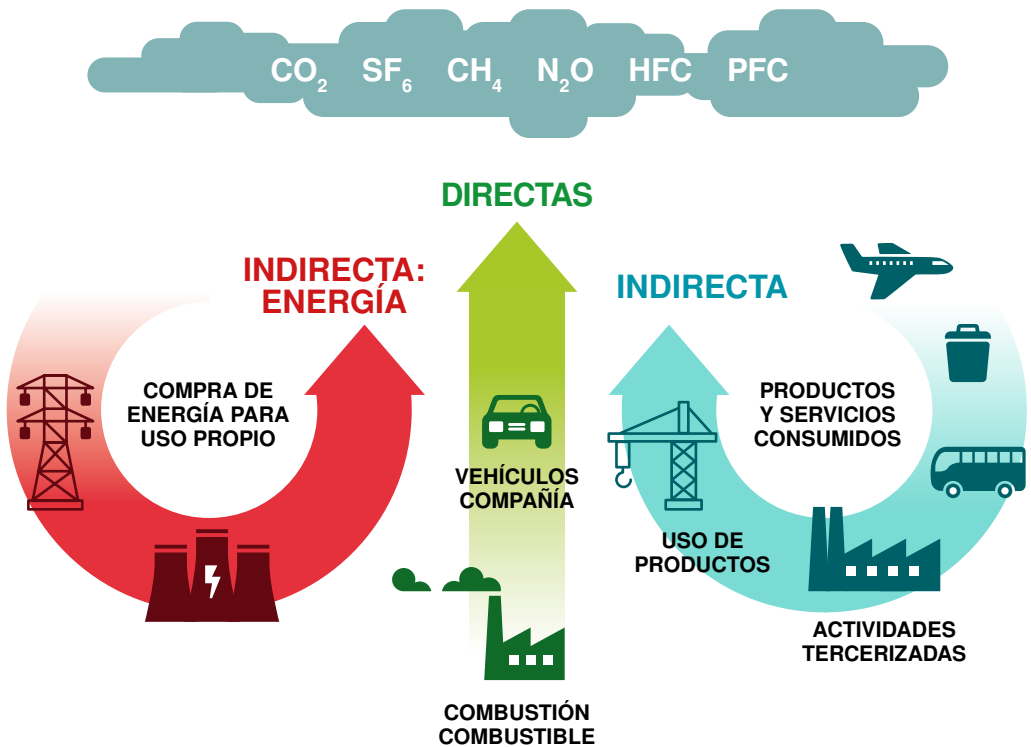 CO₂ SF₆ CH₄ N₂O HFC PFC
DIRECTAS
INDIRECTA:
ENERGÍA
INDIRECTA
COMPRA DE
ENERGÍA PARA
USO PROPIO
PRODUCTOS
Y SERVICIOS
CONSUMIDOS
VEHÍCULOS
COMPAÑÍA
USO DE
PRODUCTOS
ACTIVIDADES
TERCERIZADAS
COMBUSTIÓN
COMBUSTIBLE